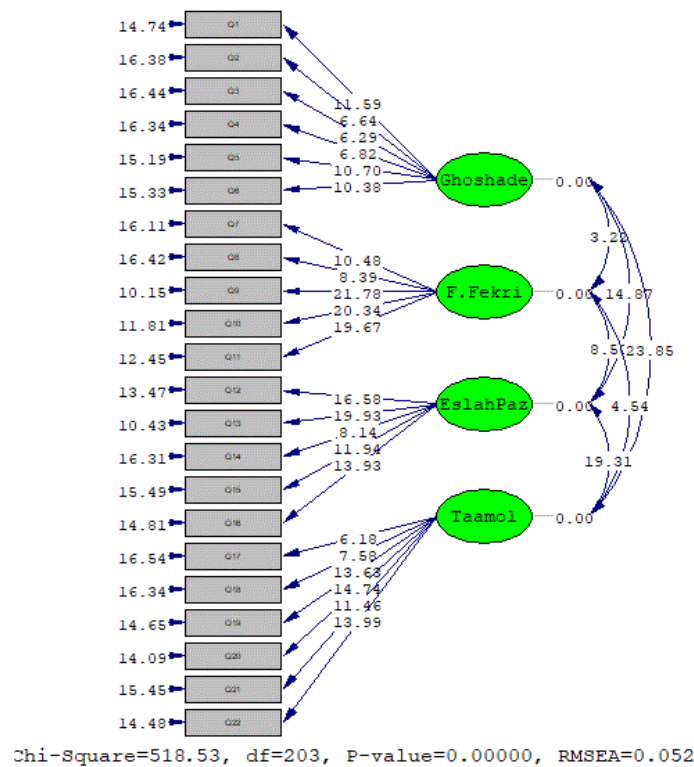 14.74 Q1
16.38 Q2
16.44 Q3
16.34 Q4
15.19 Q5
15.33 Q6
16.11 Q7
16.42 Q8
10.15 Q9
11.81 Q10
12.45 Q11
13.47 Q12
10.43 Q13
16.31 Q14
15.49 Q15
14.81 Q16
16.54 Q17
16.34 Q18
14.65 Q19
14.09 Q20
15.45 Q21
14.48 Q22
11.59
6.64
6.29
6.82
10.70
10.38
10.48
8.39
21.78
20.34
19.67
16.58
19.93
8.14
11.94
13.93
6.18
7.58
13.63
14.74
11.46
13.99
Ghoshade 0.00
F.Fekri 0.00
EslahPaz 0.00
Taamol 0.00
3.22
14.87
23.85
4.54
19.31
Chi-Square=518.53, df=203, P-value=0.00000, RMSEA=0.052